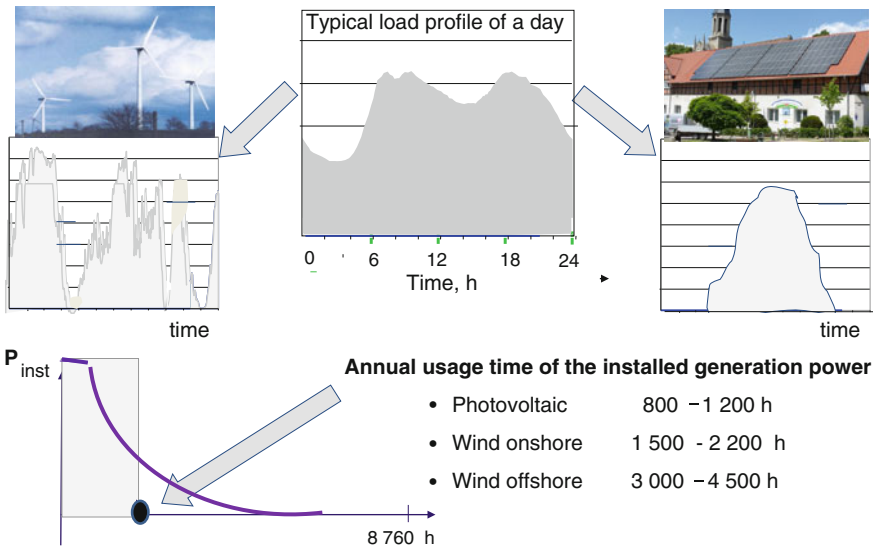 Typical load profile of a day
0 6 12 18 24
Time, h
time
time
P inst
8 760 h
Annual usage time of the installed generation power
• Photovoltaic 800 –1 200 h
• Wind onshore 1 500 - 2 200 h
• Wind offshore 3 000 – 4 500 h